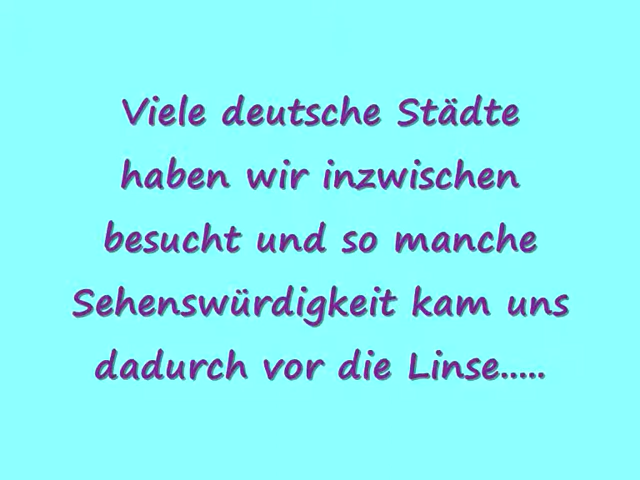 Viele deutsche Städte
haben wir inzwischen
besucht und so manche
Sehenswürdigkeit kam uns
dadurch vor die Linse.....